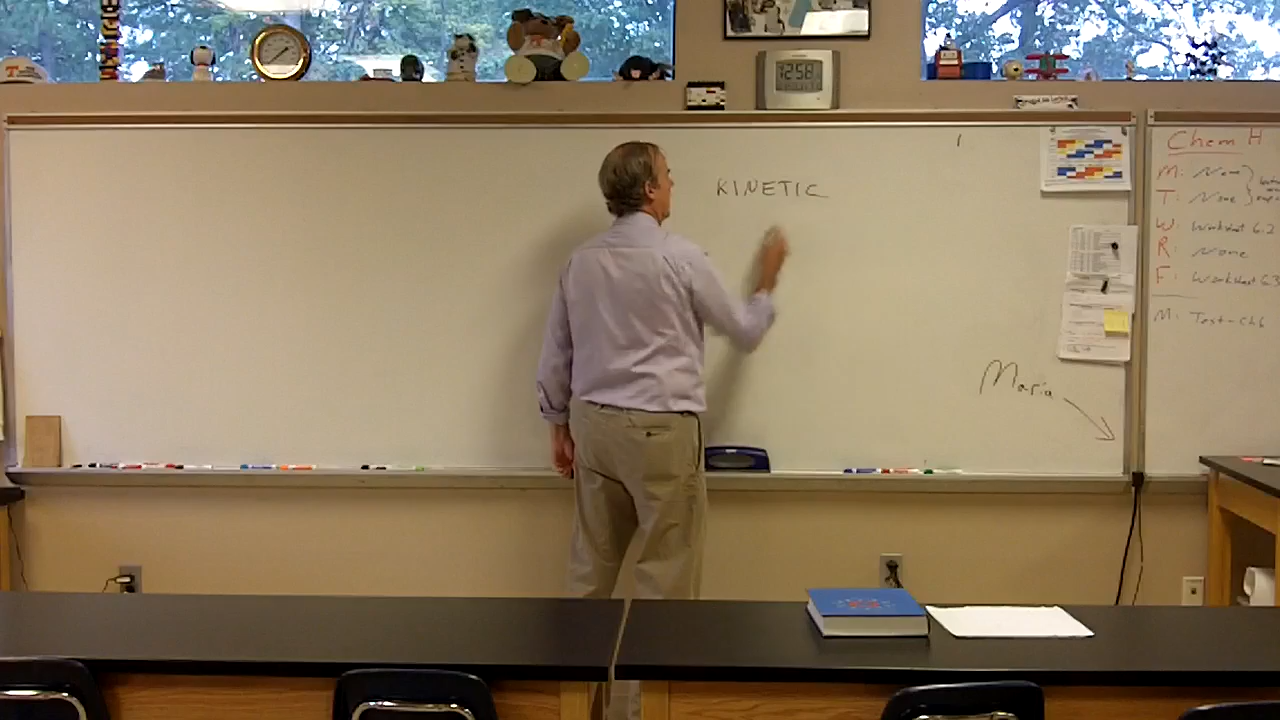 12:58
KINETIC
Maria
Chem H
M: None
T: None
W: Worksheet 6.2
R: None
F: Worksheet 6.3
M: Test-Ch6